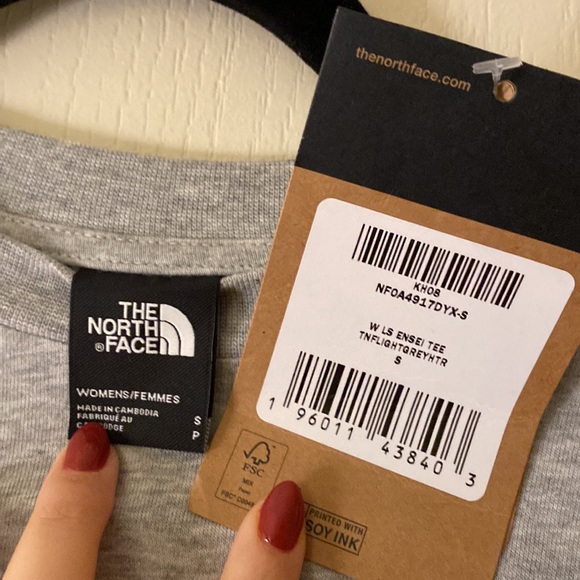 thenorthface.com
KH08
NF0A4917DYX-S
W LS ENSEI TEE
TNFLIGHTGREYHTR
S
1 96011 43840 3
FSC
MIX
PRINTED WITH
SOY INK
THE
NORTH
FACE
WOMENS/FEMMES
MADE IN CAMBODIA
FABRIQUÉ AU
S
P